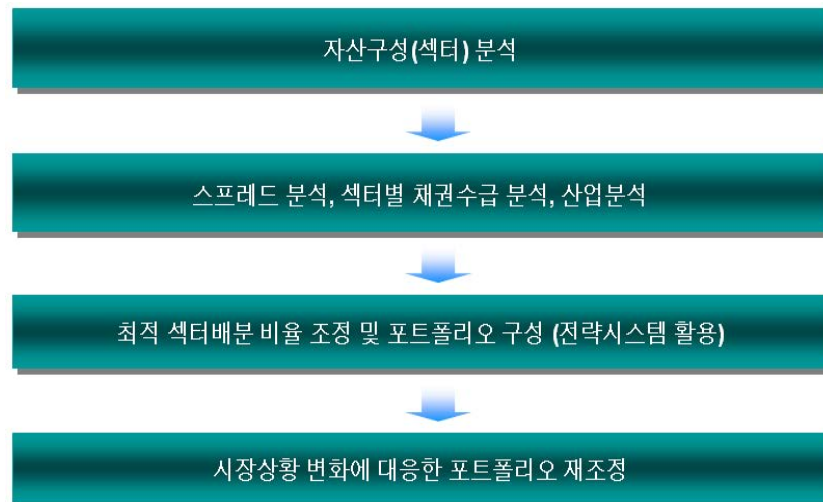 자산구성(섹터) 분석
스프레드 분석, 섹터별 채권수급 분석, 산업분석
최적 섹터배분 비율 조정 및 포트폴리오 구성 (전략시스템 활용)
시장상황 변화에 대응한 포트폴리오 재조정